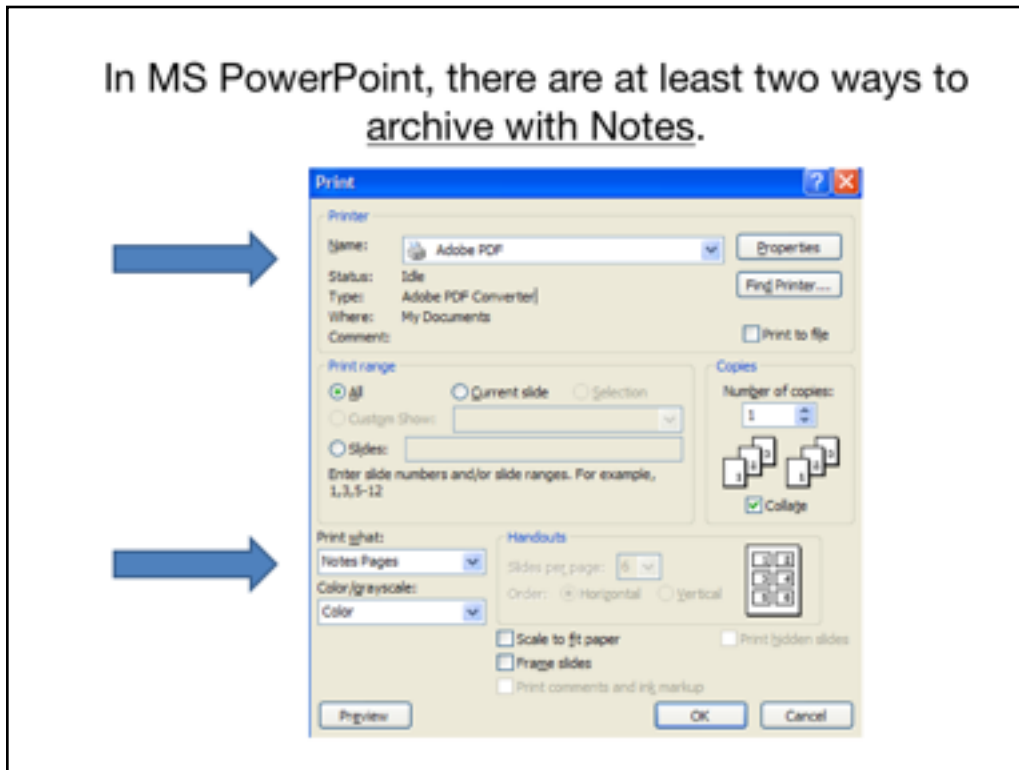 In MS PowerPoint, there are at least two ways to
archive with Notes.
Print
Printer
Name: Adobe PDF Properties
Status: Idle Find Printer...
Type: Adobe PDF Converter
Where: My Documents
Comment: Print to file
Print range
All Current slide Selection
Custom Show:
Slides:
Enter slide numbers and/or slide ranges. For example,
1,3,5-12
Copies
Number of copies:
1
Collate
Print what:
Notes Pages
Color/grayscale:
Color
Handouts
Slides per page: 6
Order: Horizontal Vertical
Scale to fit paper Print hidden slides
Frame slides
Print comments and ink markup
Preview OK Cancel